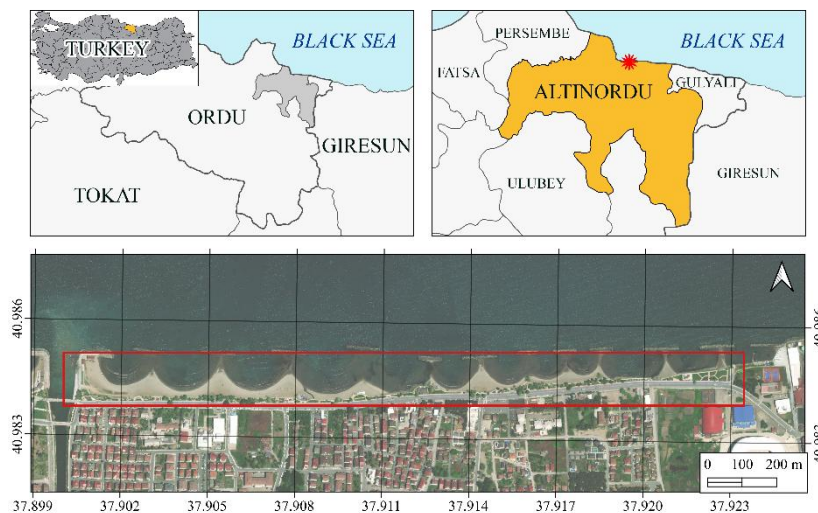 TURKEY
BLACK SEA
ORDU
GIRESUN
TOKAT
PERSEMBE
BLACK SEA
FATSA
GULYALI
ALTINORDU
ULUBEY
GIRESUN
40.986
40.986
40.983
0 100 200 m
37.899 37.902 37.905 37.908 37.911 37.914 37.917 37.920 37.923